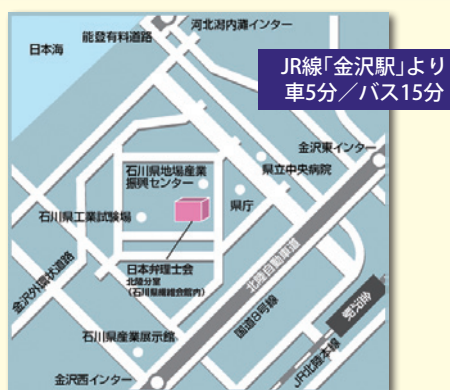 河北潟内灘インター
能登有料道路
日本海
JR線「金沢駅」より
車5分／バス15分
金沢東インター
県立中央病院
石川県地場産業
振興センター
県庁
石川県工業試験場
北陸自動車道
日本弁理士会
北陸分室
（石川県繊維会館内）
金沢外環状道路
国道8号線
金沢駅
石川県産業展示館
JR北陸本線
金沢西インター